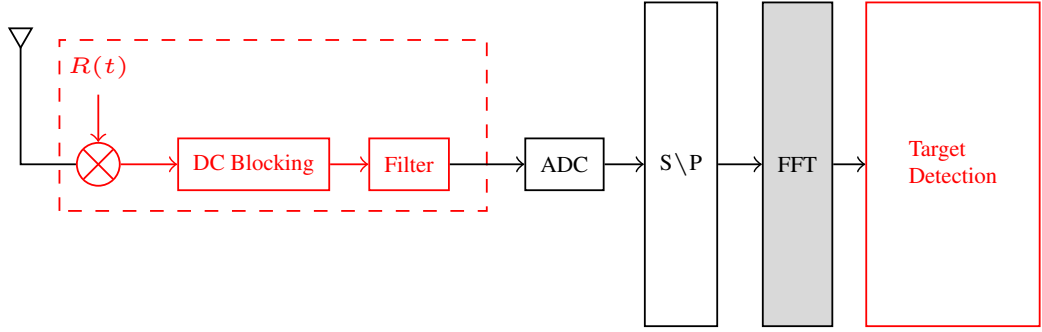 R(t)
DC Blocking
Filter
ADC
S\P
FFT
Target
Detection